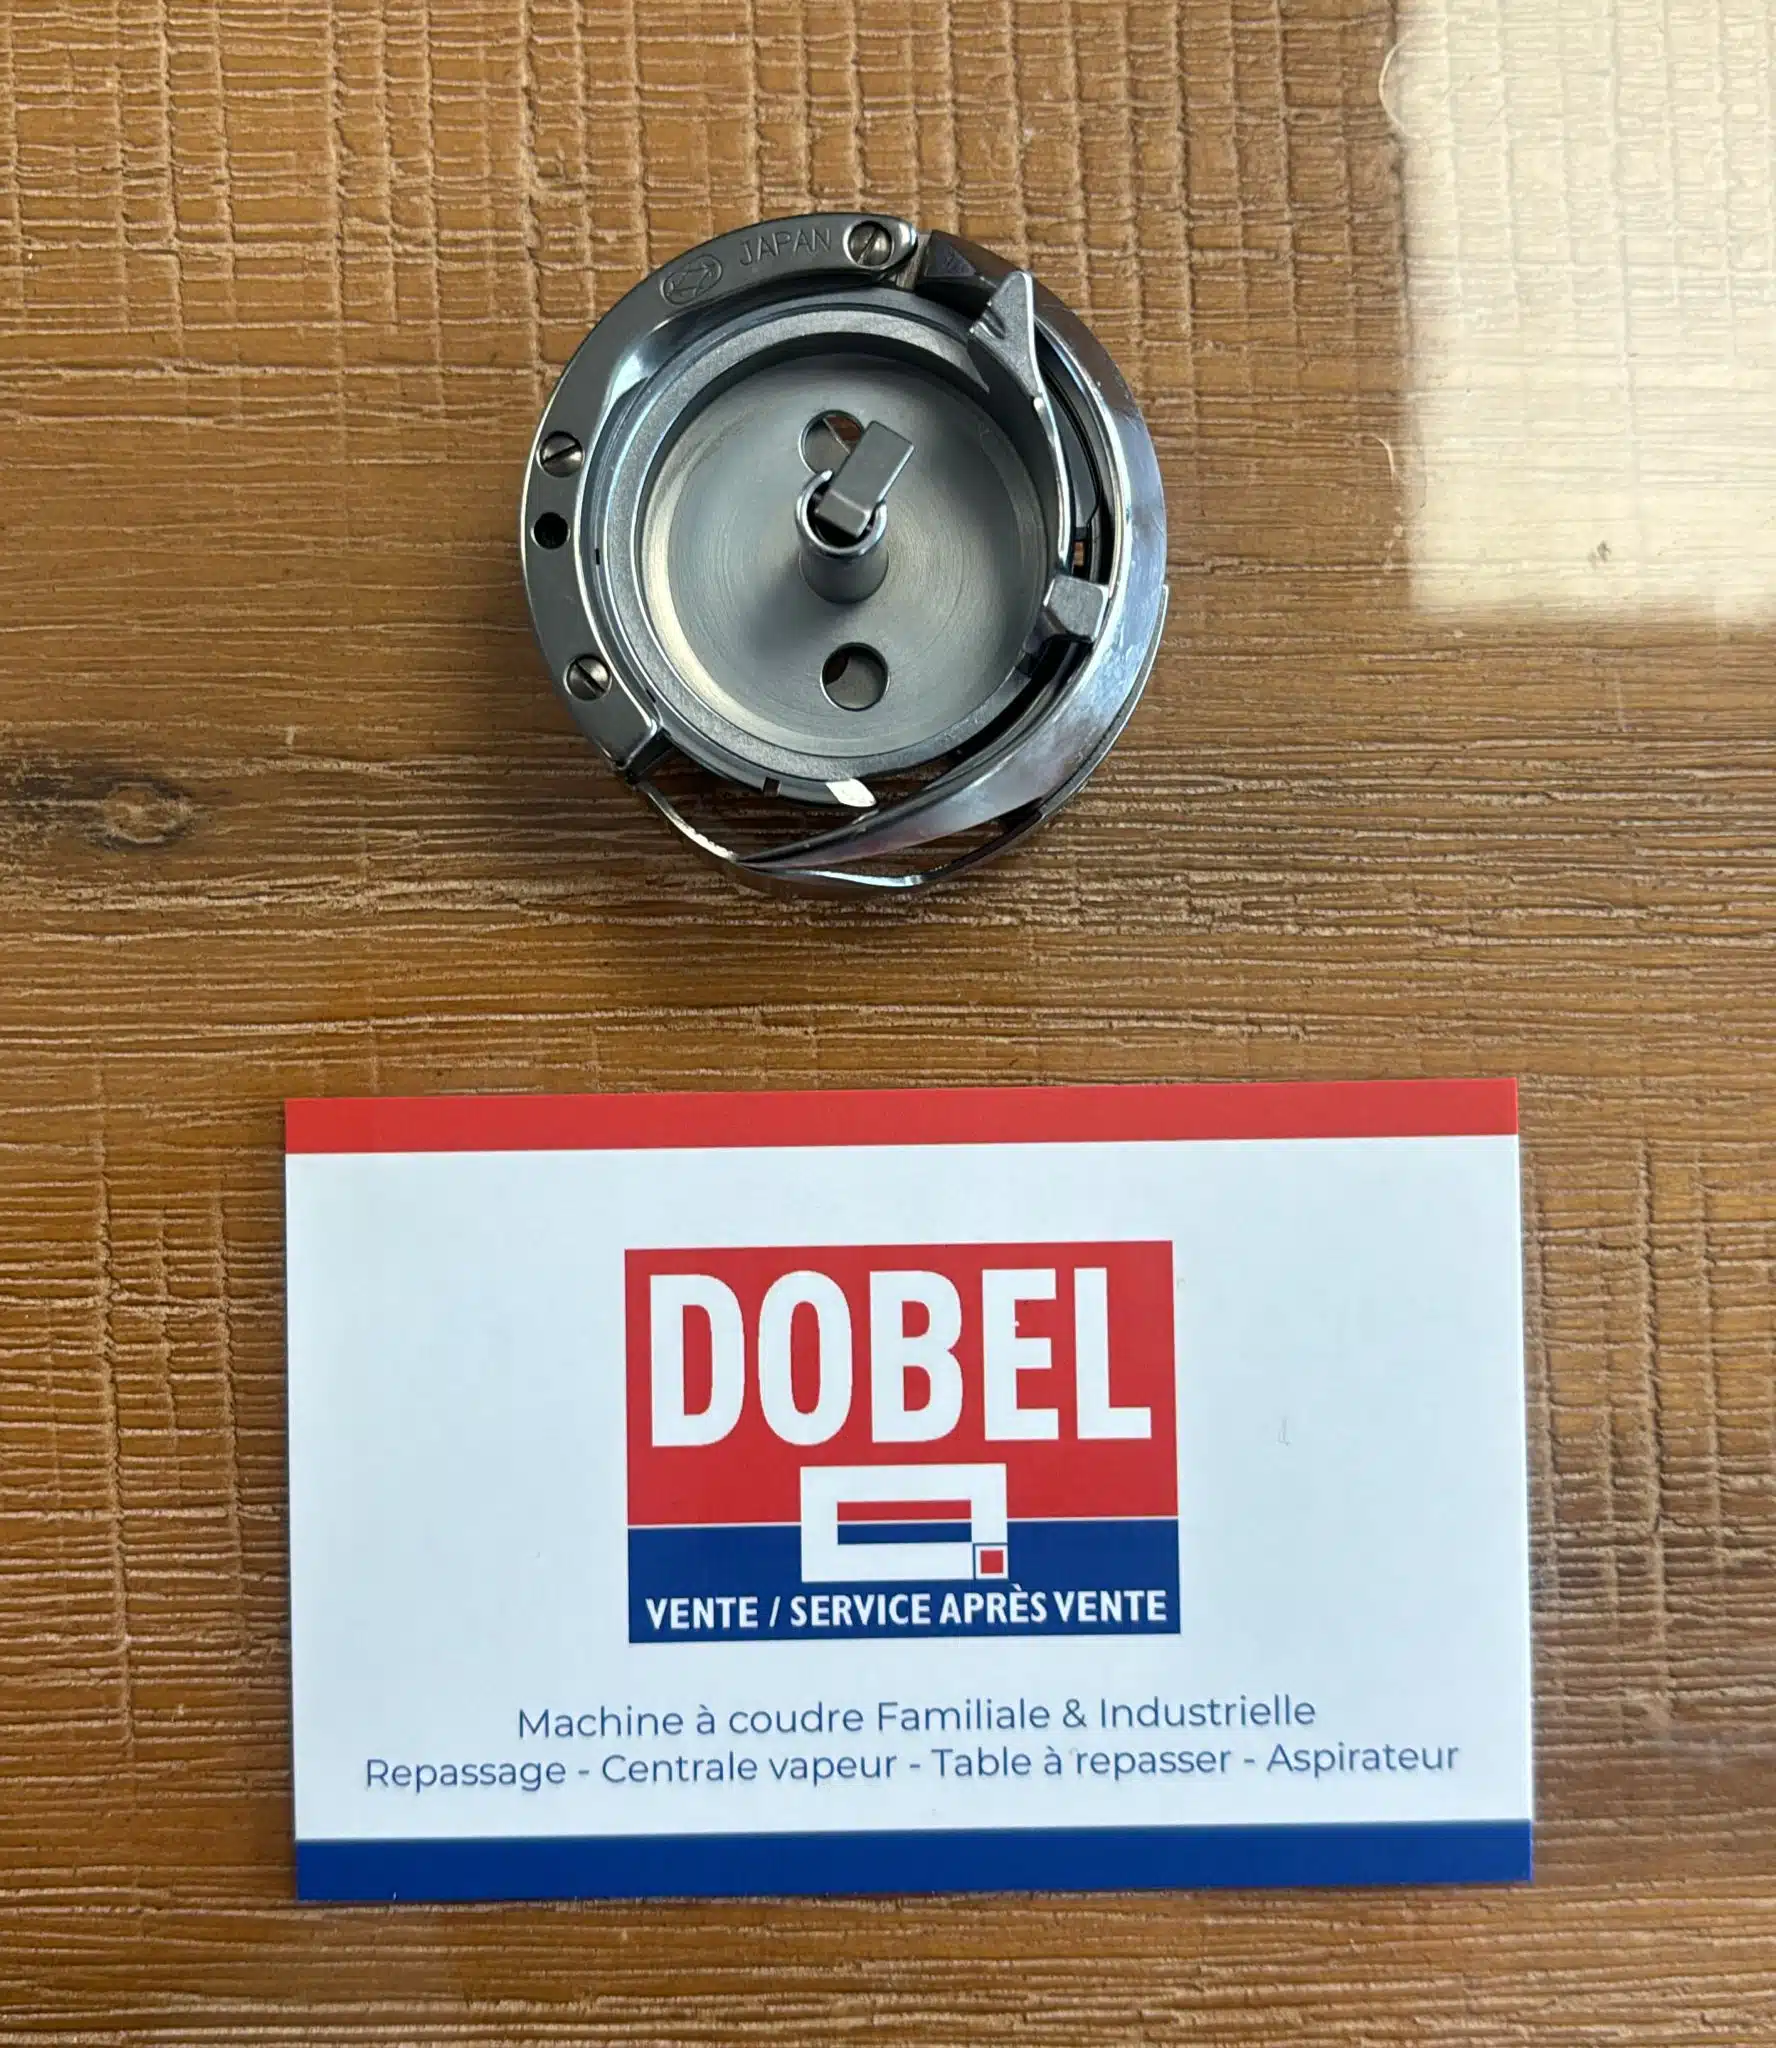 JAPAN
DOBEL
VENTE / SERVICE APRÈS VENTE
Machine à coudre Familiale & Industrielle
Repassage - Centrale vapeur - Table à repasser - Aspirateur